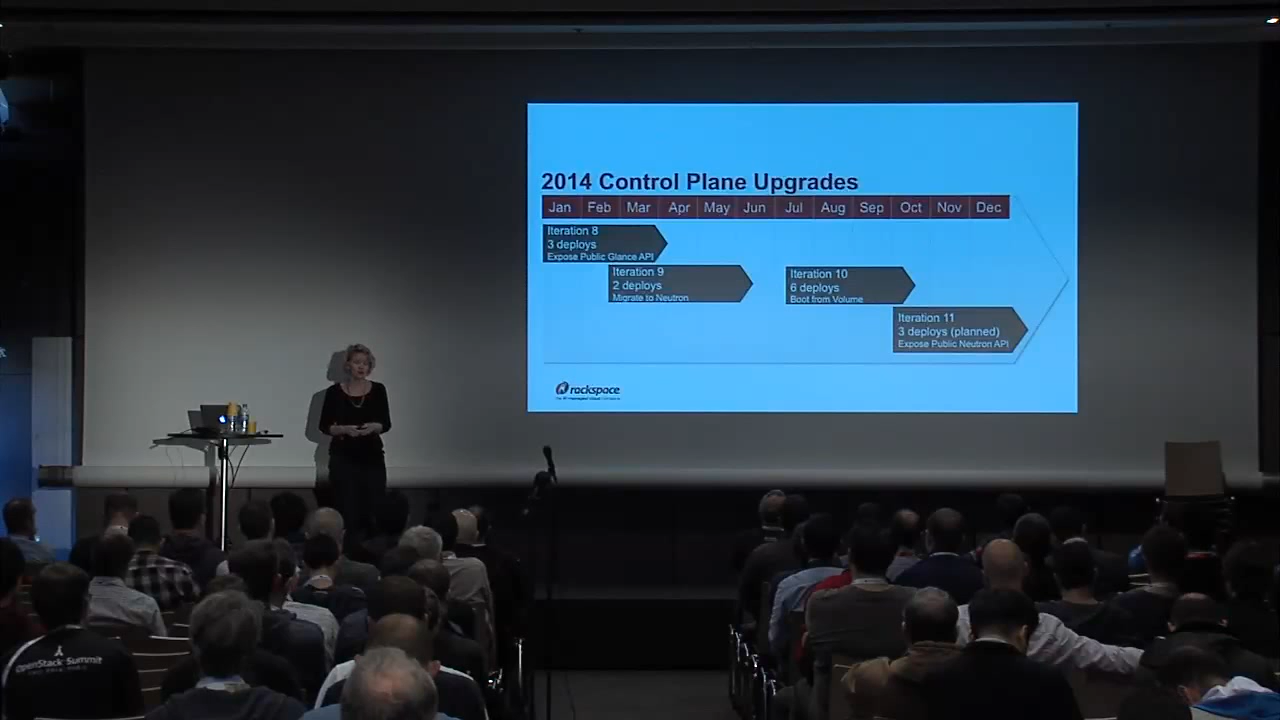 2014 Control Plane Upgrades
Jan Feb Mar Apr May Jun Jul Aug Sep Oct Nov Dec
Iteration 8
3 deploys
Expose Public Glance API
Iteration 9
2 deploys
Migrate to Neutron
Iteration 10
6 deploys
Boot from Volume
Iteration 11
3 deploys (planned)
Expose Public Neutron API
rackspace
OpenStack Summit